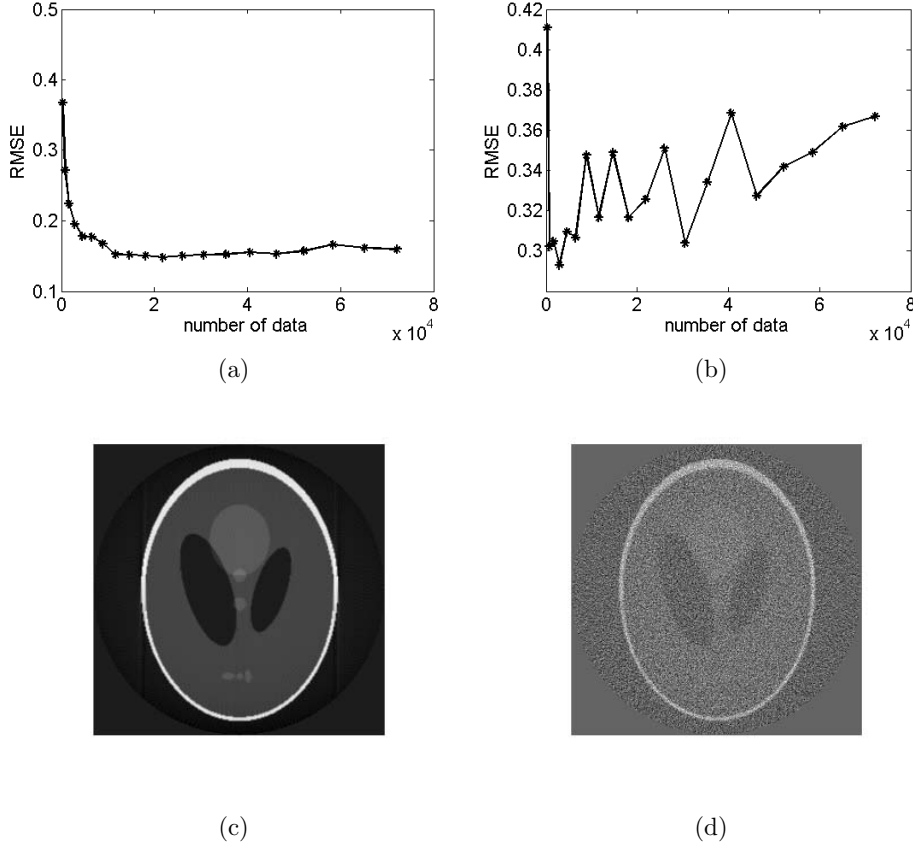 0.5
0.4
0.3
0.2
0.1
RMSE
0 2 4 6 8
x 10^4
number of data
(a)
0.42
0.4
0.38
0.36
0.34
0.32
0.3
RMSE
0 2 4 6 8
x 10^4
number of data
(b)
(c)
(d)